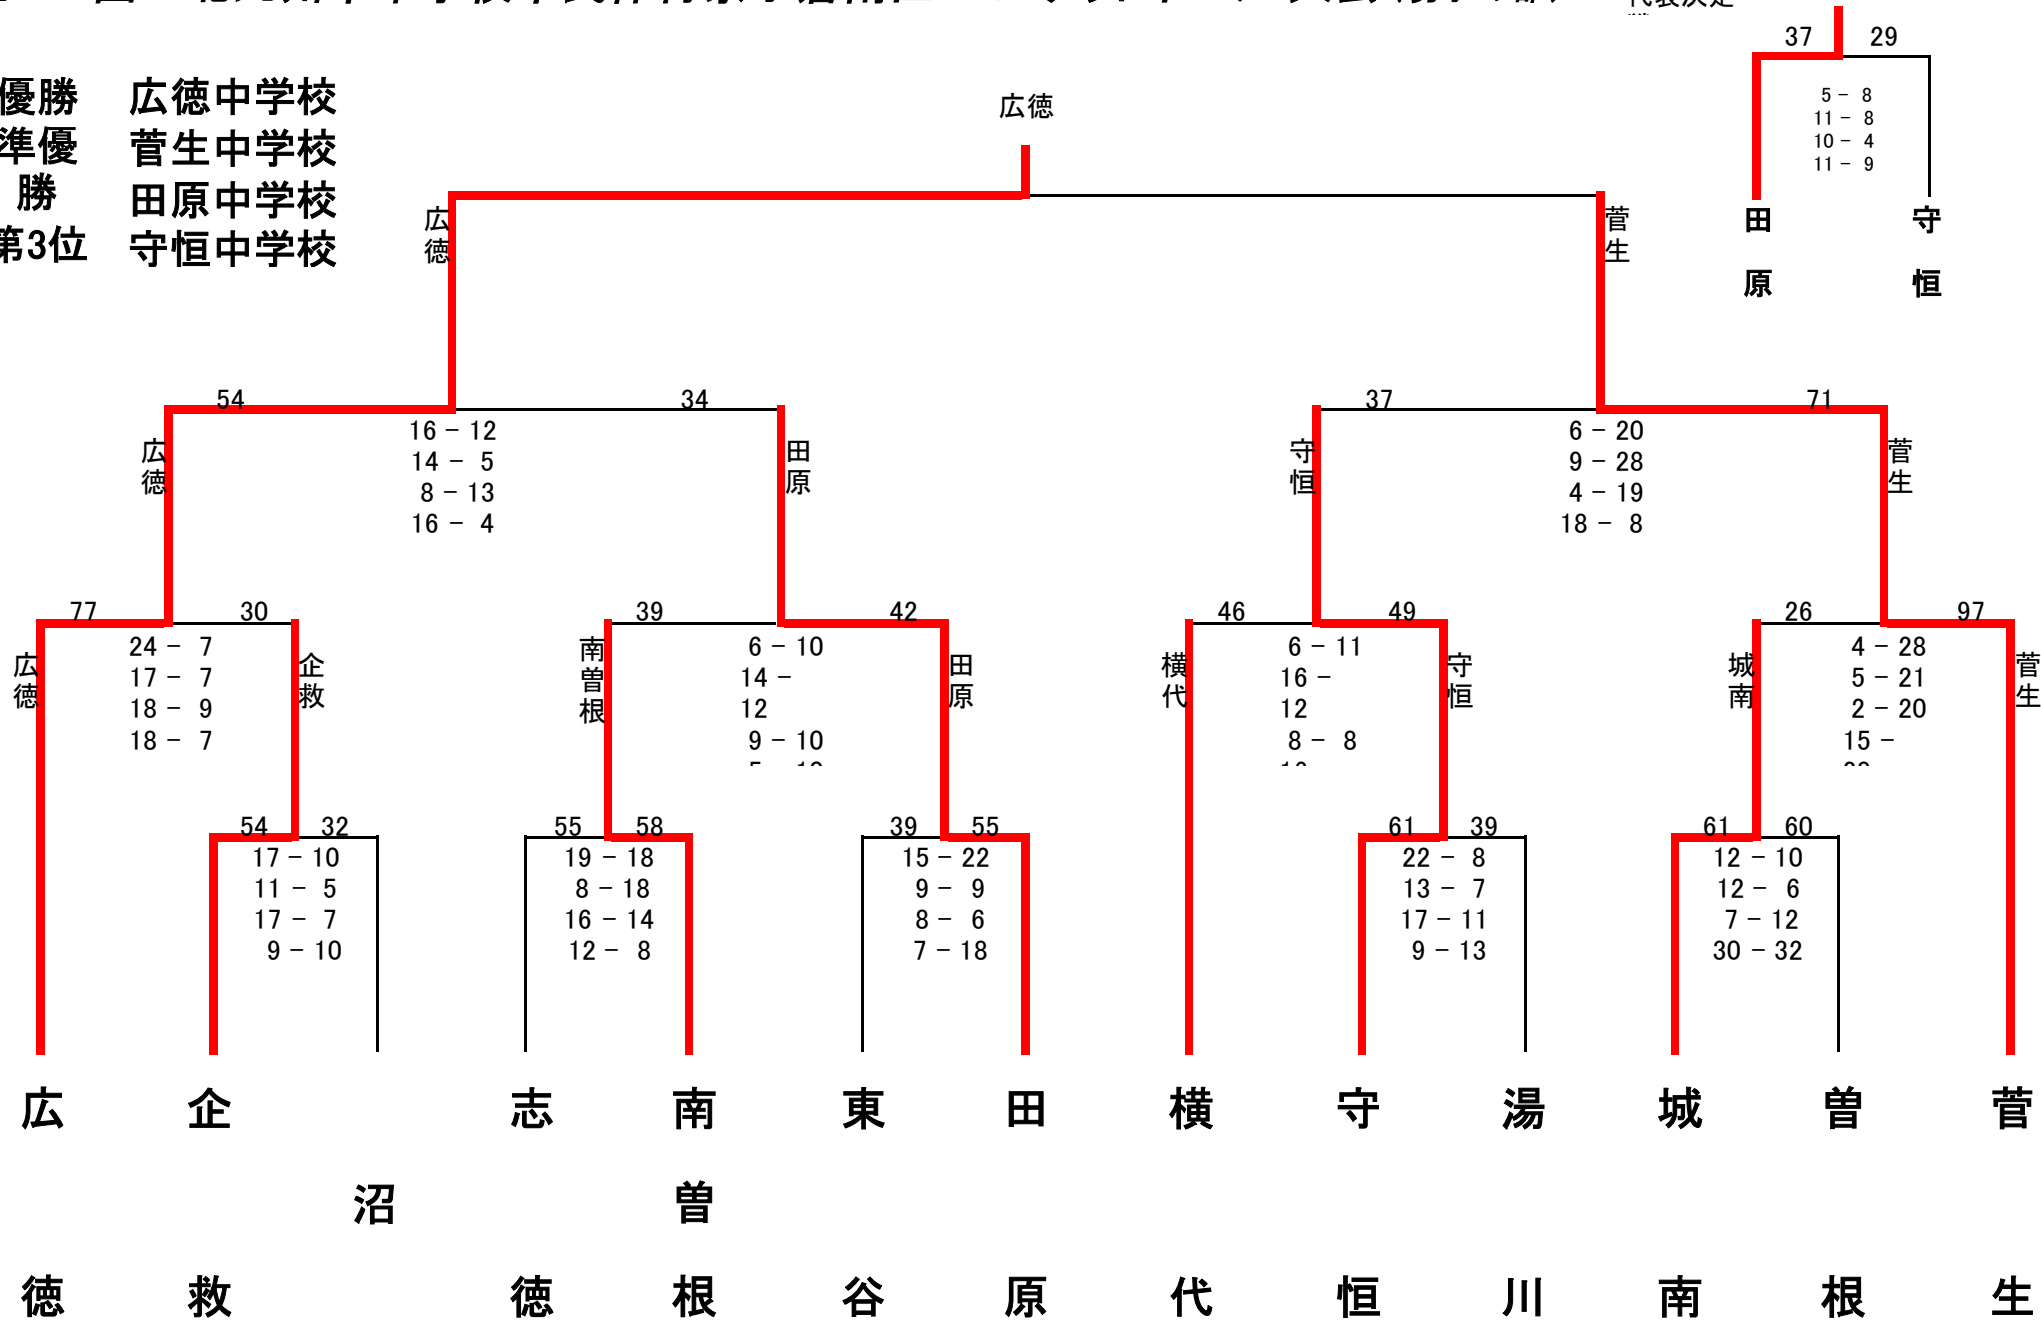 代表決定
37 29
優勝 広徳中学校
準優 菅生中学校
勝 田原中学校
第3位 守恒中学校
広徳
5 − 8
11 − 8
10 − 4
11 − 9
田原
守恒
広徳
菅生
54 34
37 71
16 − 12
14 − 5
8 − 13
16 − 4
6 − 20
9 − 28
4 − 19
18 − 8
広徳
田原
守恒
菅生
77 30
39 42
46 49
26 97
24 − 7
17 − 7
18 − 9
18 − 7
6 − 10
14 −
12
9 − 10
6 − 11
16 −
12
8 − 8
4 − 28
5 − 21
2 − 20
15 −
広徳
企救
南曽根
田原
横代
守恒
城南
菅生
54 32
55 58
39 55
61 39
61 60
17 − 10
11 − 5
17 − 7
9 − 10
19 − 18
8 − 18
16 − 14
12 − 8
15 − 22
9 − 9
8 − 6
7 − 18
22 − 8
13 − 7
17 − 11
9 − 13
12 − 10
12 − 6
7 − 12
30 − 32
広徳
企救
沼
志徳
南曽根
東谷
田原
横代
守恒
湯川
城南
曽根
菅生